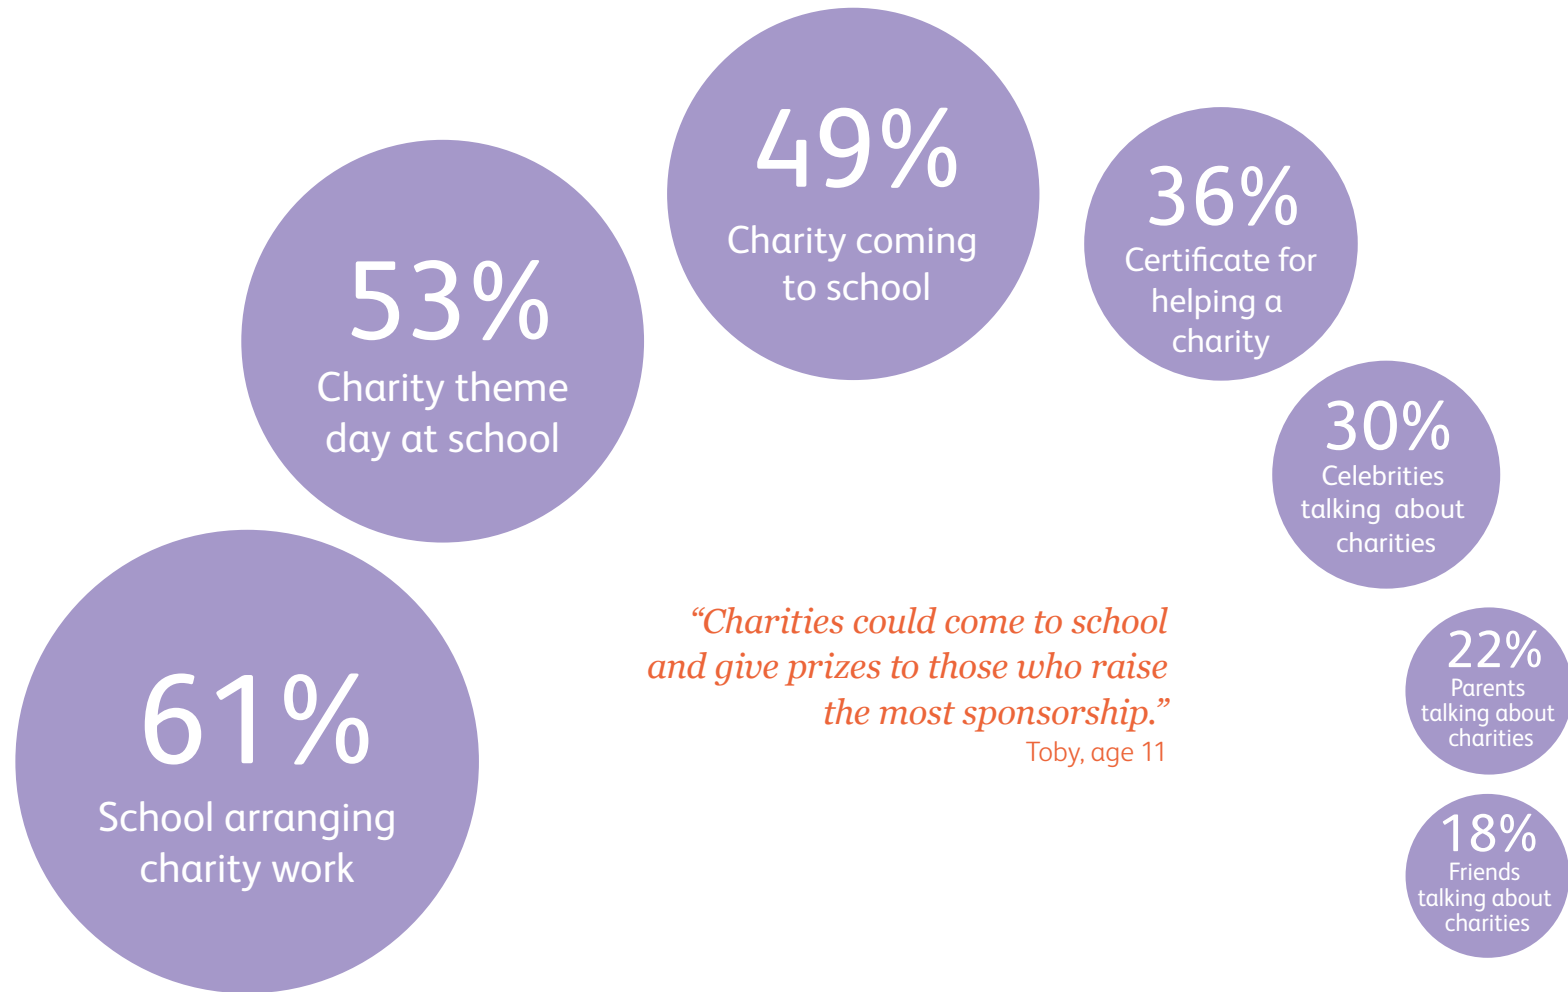 61%
School arranging
charity work
53%
Charity theme
day at school
49%
Charity coming
to school
36%
Certificate for
helping a
charity
30%
Celebrities
talking about
charities
22%
Parents
talking about
charities
18%
Friends
talking about
charities
“Charities could come to school
and give prizes to those who raise
the most sponsorship.”
Toby, age 11